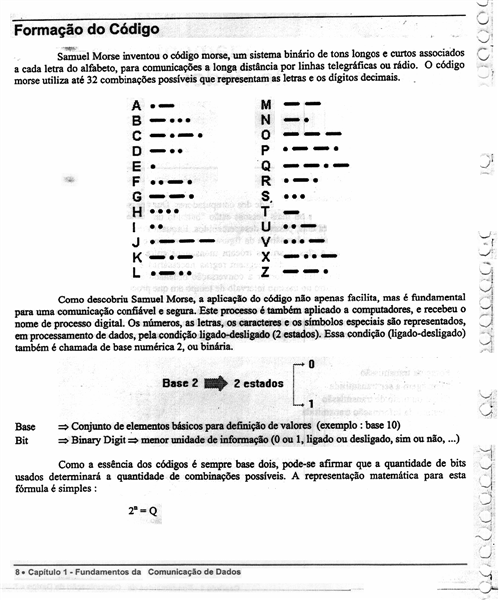 Formação do Código
Samuel Morse inventou o código morse, um sistema binário de tons longos e curtos associados
a cada letra do alfabeto, para comunicações a longa distância por linhas telegráficas ou rádio. O código
morse utiliza até 32 combinações possíveis que representam as letras e os dígitos decimais.
A •— M — —
B —••• N —•
C —•—• O — — —
D —•• P •— —•
E • Q — —•—
F ••—• R •—•
G — —• S •••
H •••• T —
I •• U ••—
J •— — — V •••—
K —•— X —••—
L •—•• Z — —••
Como descobriu Samuel Morse, a aplicação do código não apenas facilita, mas é fundamental
para uma comunicação confiável e segura. Este processo é também aplicado a computadores, e recebeu o
nome de processo digital. Os números, as letras, os caracteres e os símbolos especiais são representados,
em processamento de dados, pela condição ligado-desligado (2 estados). Essa condição (ligado-desligado)
também é chamada de base numérica 2, ou binária.
0
Base 2 ➡ 2 estados
1
Base ⇒ Conjunto de elementos básicos para definição de valores (exemplo : base 10)
Bit ⇒ Binary Digit ⇒ menor unidade de informação (0 ou 1, ligado ou desligado, sim ou não, ...)
Como a essência dos códigos é sempre base dois, pode-se afirmar que a quantidade de bits
usados determinará a quantidade de combinações possíveis. A representação matemática para esta
fórmula é simples :
2ⁿ = Q
8 • Capítulo 1 - Fundamentos da Comunicação de Dados